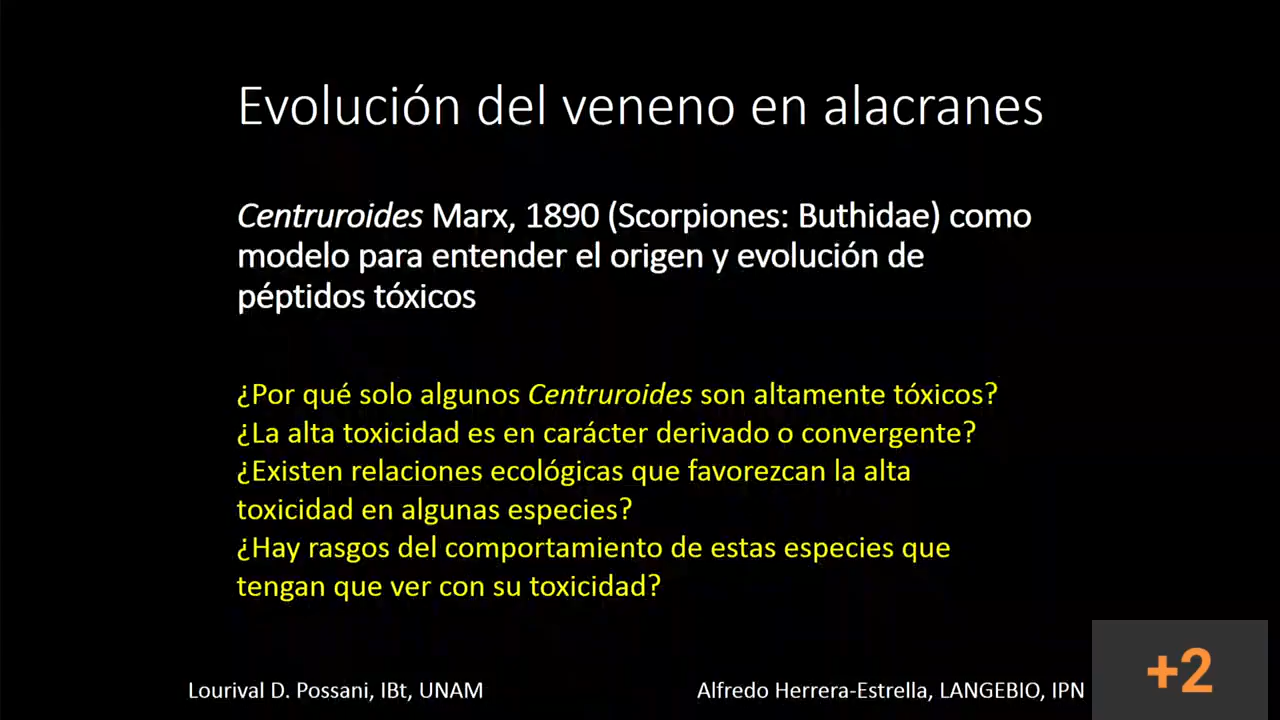 Evolución del veneno en alacranes
Centruroides Marx, 1890 (Scorpiones: Buthidae) como
modelo para entender el origen y evolución de
péptidos tóxicos
¿Por qué solo algunos Centruroides son altamente tóxicos?
¿La alta toxicidad es en carácter derivado o convergente?
¿Existen relaciones ecológicas que favorezcan la alta
toxicidad en algunas especies?
¿Hay rasgos del comportamiento de estas especies que
tengan que ver con su toxicidad?
Lourival D. Possani, IBt, UNAM
Alfredo Herrera-Estrella, LANGEBIO, IPN
+2